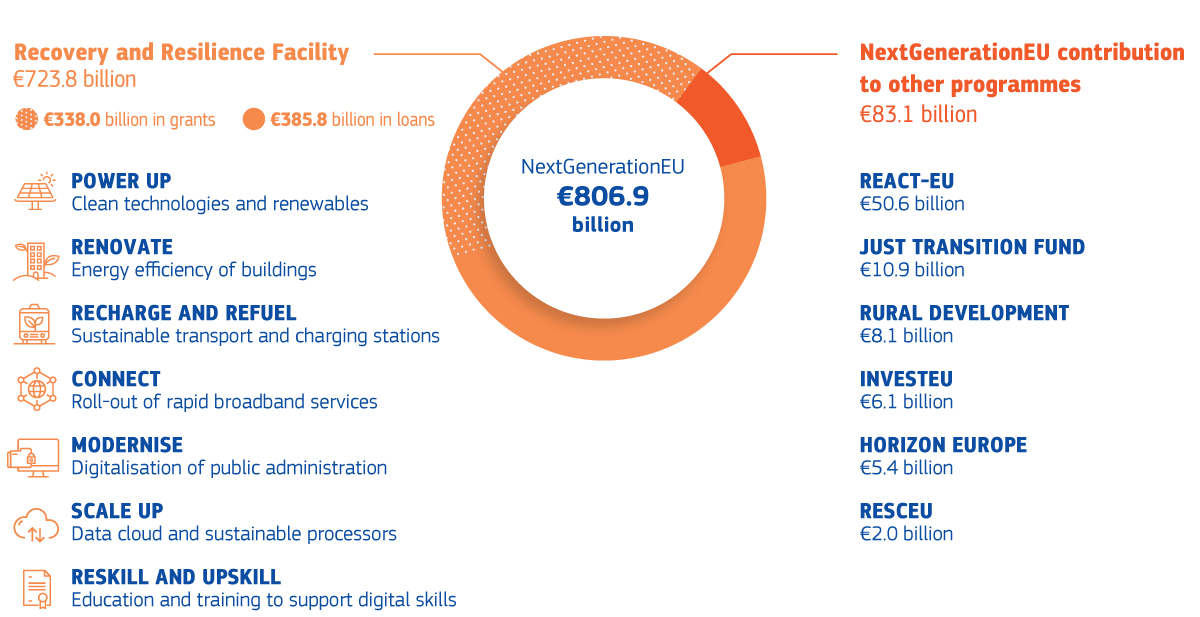 Recovery and Resilience Facility
€723.8 billion
€338.0 billion in grants
€385.8 billion in loans
POWER UP
Clean technologies and renewables
RENOVATE
Energy efficiency of buildings
RECHARGE AND REFUEL
Sustainable transport and charging stations
CONNECT
Roll-out of rapid broadband services
MODERNISE
Digitalisation of public administration
SCALE UP
Data cloud and sustainable processors
RESKILL AND UPSKILL
Education and training to support digital skills
NextGenerationEU
€806.9
billion
NextGenerationEU contribution
to other programmes
€83.1 billion
REACT-EU
€50.6 billion
JUST TRANSITION FUND
€10.9 billion
RURAL DEVELOPMENT
€8.1 billion
INVESTEU
€6.1 billion
HORIZON EUROPE
€5.4 billion
RESCEU
€2.0 billion